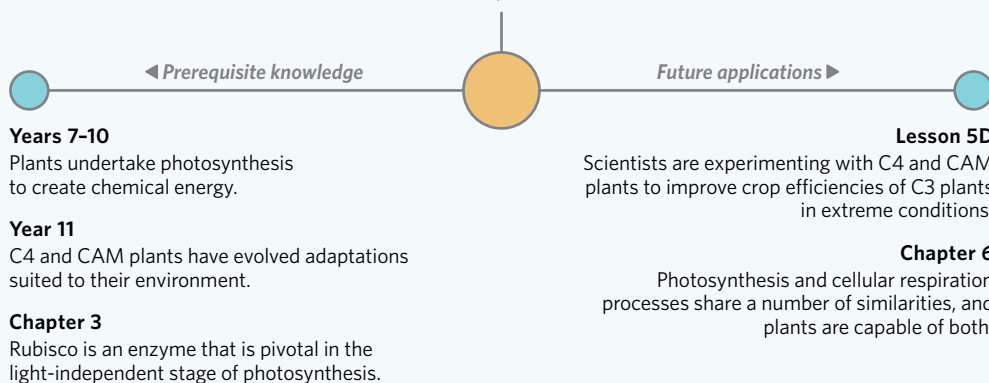 ◀ Prerequisite knowledge
Future applications ▶
Years 7–10
Plants undertake photosynthesis
to create chemical energy.
Year 11
C4 and CAM plants have evolved adaptations
suited to their environment.
Chapter 3
Rubisco is an enzyme that is pivotal in the
light-independent stage of photosynthesis.
Lesson 5D
Scientists are experimenting with C4 and CAM
plants to improve crop efficiencies of C3 plants
in extreme conditions
Chapter 6
Photosynthesis and cellular respiration
processes share a number of similarities, and
plants are capable of both